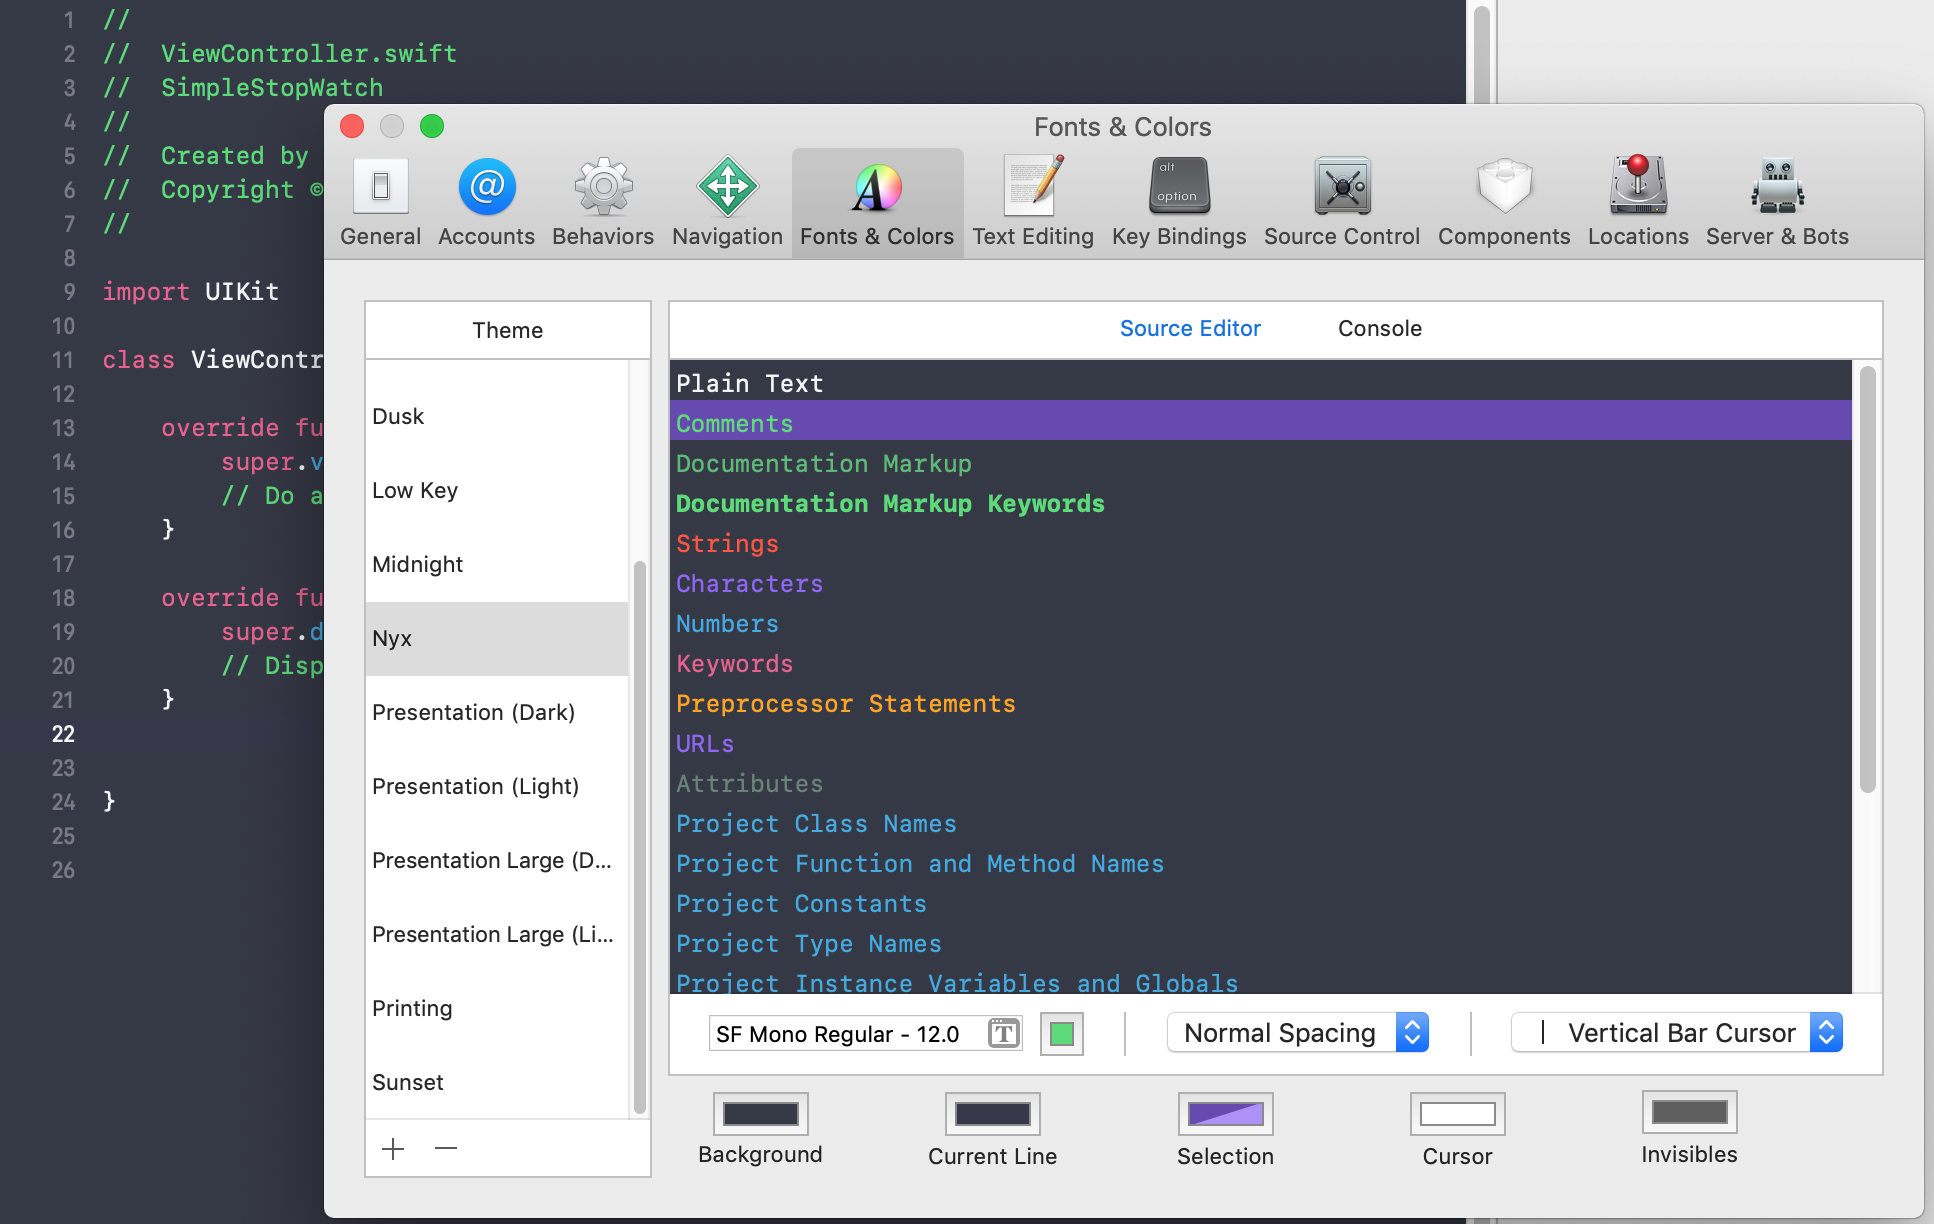 1 //
2 // ViewController.swift
3 // SimpleStopWatch
4 //
5 // Created by
6 // Copyright ©
7 //
8
9 import UIKit
10
11 class ViewContr
12
13 override fu
14 super.v
15 // Do a
16 }
17
18 override fu
19 super.d
20 // Disp
21 }
22
23
24 }
25
26
Fonts & Colors
General Accounts Behaviors Navigation Fonts & Colors Text Editing Key Bindings Source Control Components Locations Server & Bots
alt
option
Theme
Dusk
Low Key
Midnight
Nyx
Presentation (Dark)
Presentation (Light)
Presentation Large (D...
Presentation Large (Li...
Printing
Sunset
Source Editor Console
Plain Text
Comments
Documentation Markup
Documentation Markup Keywords
Strings
Characters
Numbers
Keywords
Preprocessor Statements
URLs
Attributes
Project Class Names
Project Function and Method Names
Project Constants
Project Type Names
Project Instance Variables and Globals
SF Mono Regular - 12.0 T Normal Spacing | Vertical Bar Cursor
Background Current Line Selection Cursor Invisibles